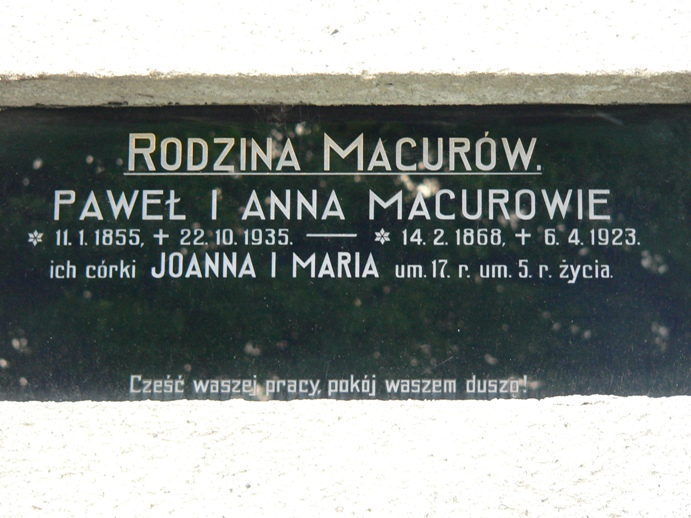 RODZINA MACURÓW.
PAWEŁ I ANNA MACUROWIE
* 11.1.1855, + 22.10.1935. — * 14.2.1868, + 6.4.1923.
ich córki JOANNA I MARIA um. 17. r. um. 5. r. życia.
Cześć waszej pracy, pokój waszem duszo!